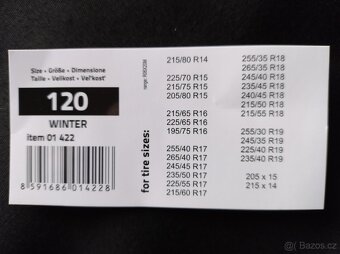 Size • Größe • Dimensione
Taille • Velikost • Veľkosť
120
WINTER
item 01 422
8 591686 014228
for tire sizes:
215/80 R14
225/70 R15
215/75 R15
205/80 R15
215/65 R16
225/65 R16
195/75 R16
255/40 R17
235/45 R17
245/45 R17
235/50 R17
225/55 R17
215/60 R17
255/35 R18
265/35 R18
245/40 R18
235/45 R18
240/45 R18
215/50 R18
215/55 R18
255/30 R19
245/35 R19
225/40 R19
235/40 R19
205 x 15
215 x 14
Bazos.cz